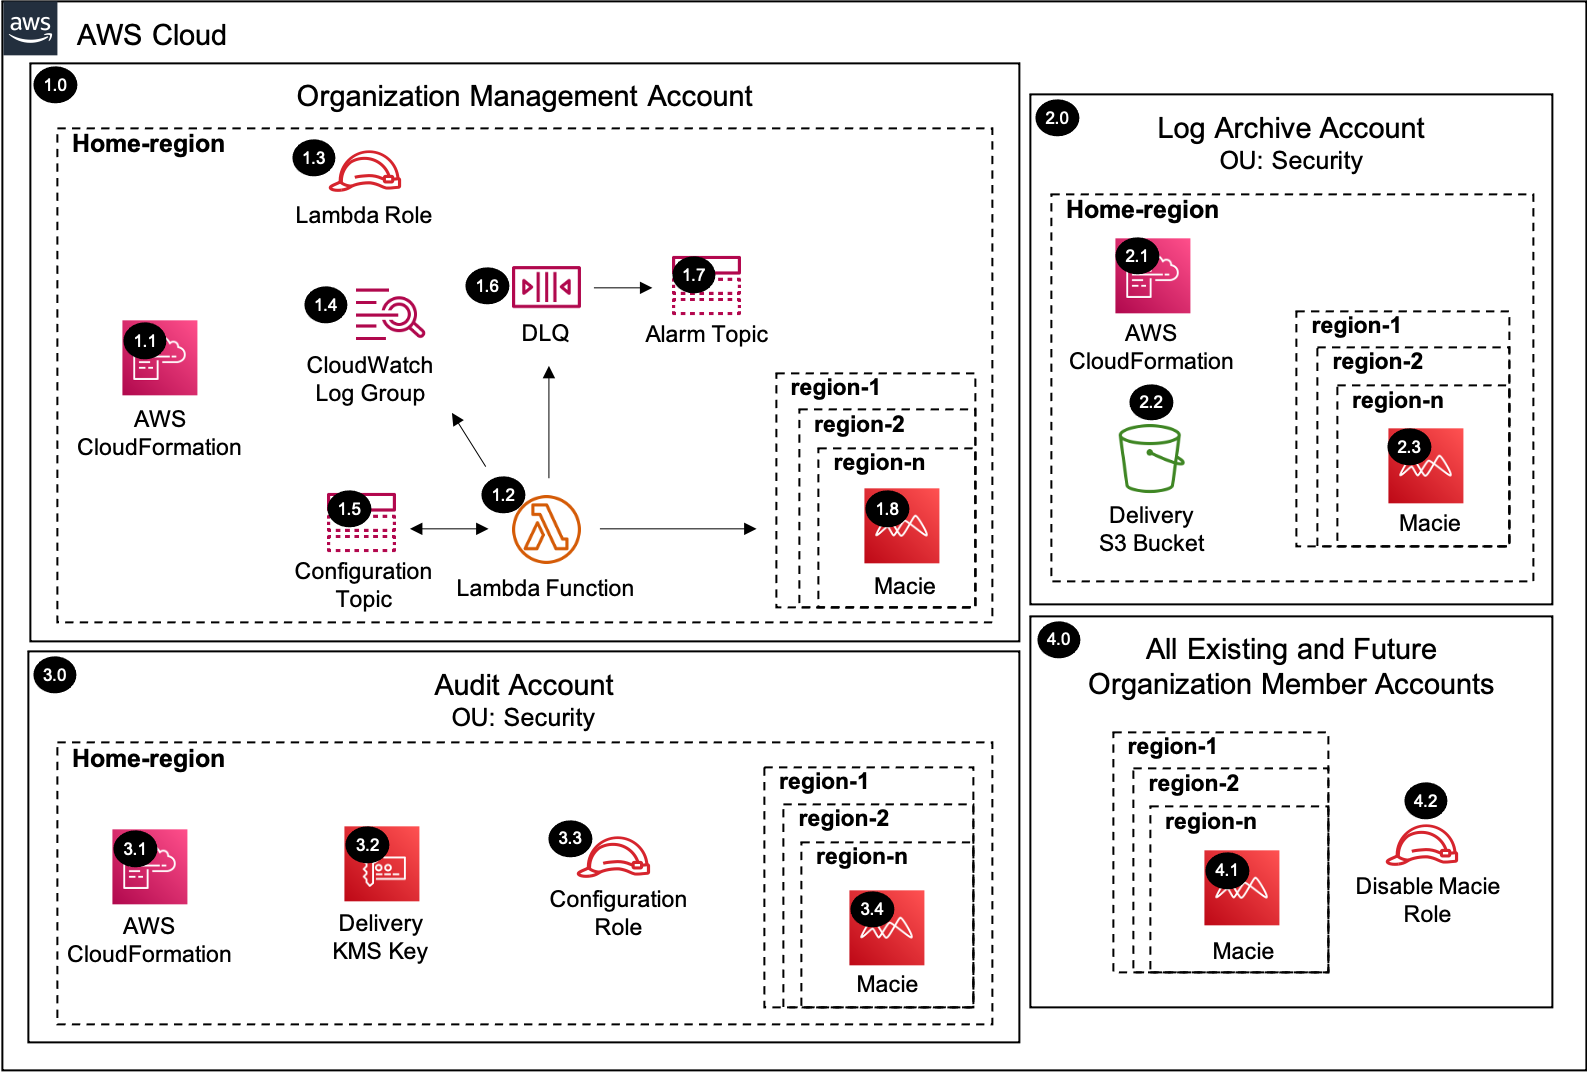 aws
AWS Cloud
1.0
Organization Management Account
Home-region
1.3
Lambda Role
1.1
AWS
CloudFormation
1.4
CloudWatch
Log Group
1.6
DLQ
1.7
Alarm Topic
1.5
Configuration
Topic
1.2
Lambda Function
region-1
region-2
region-n
1.8
Macie
2.0
Log Archive Account
OU: Security
Home-region
2.1
AWS
CloudFormation
2.2
Delivery
S3 Bucket
region-1
region-2
region-n
2.3
Macie
3.0
Audit Account
OU: Security
Home-region
3.1
AWS
CloudFormation
3.2
Delivery
KMS Key
3.3
Configuration
Role
region-1
region-2
region-n
3.4
Macie
4.0
All Existing and Future
Organization Member Accounts
region-1
region-2
region-n
4.1
Macie
4.2
Disable Macie
Role